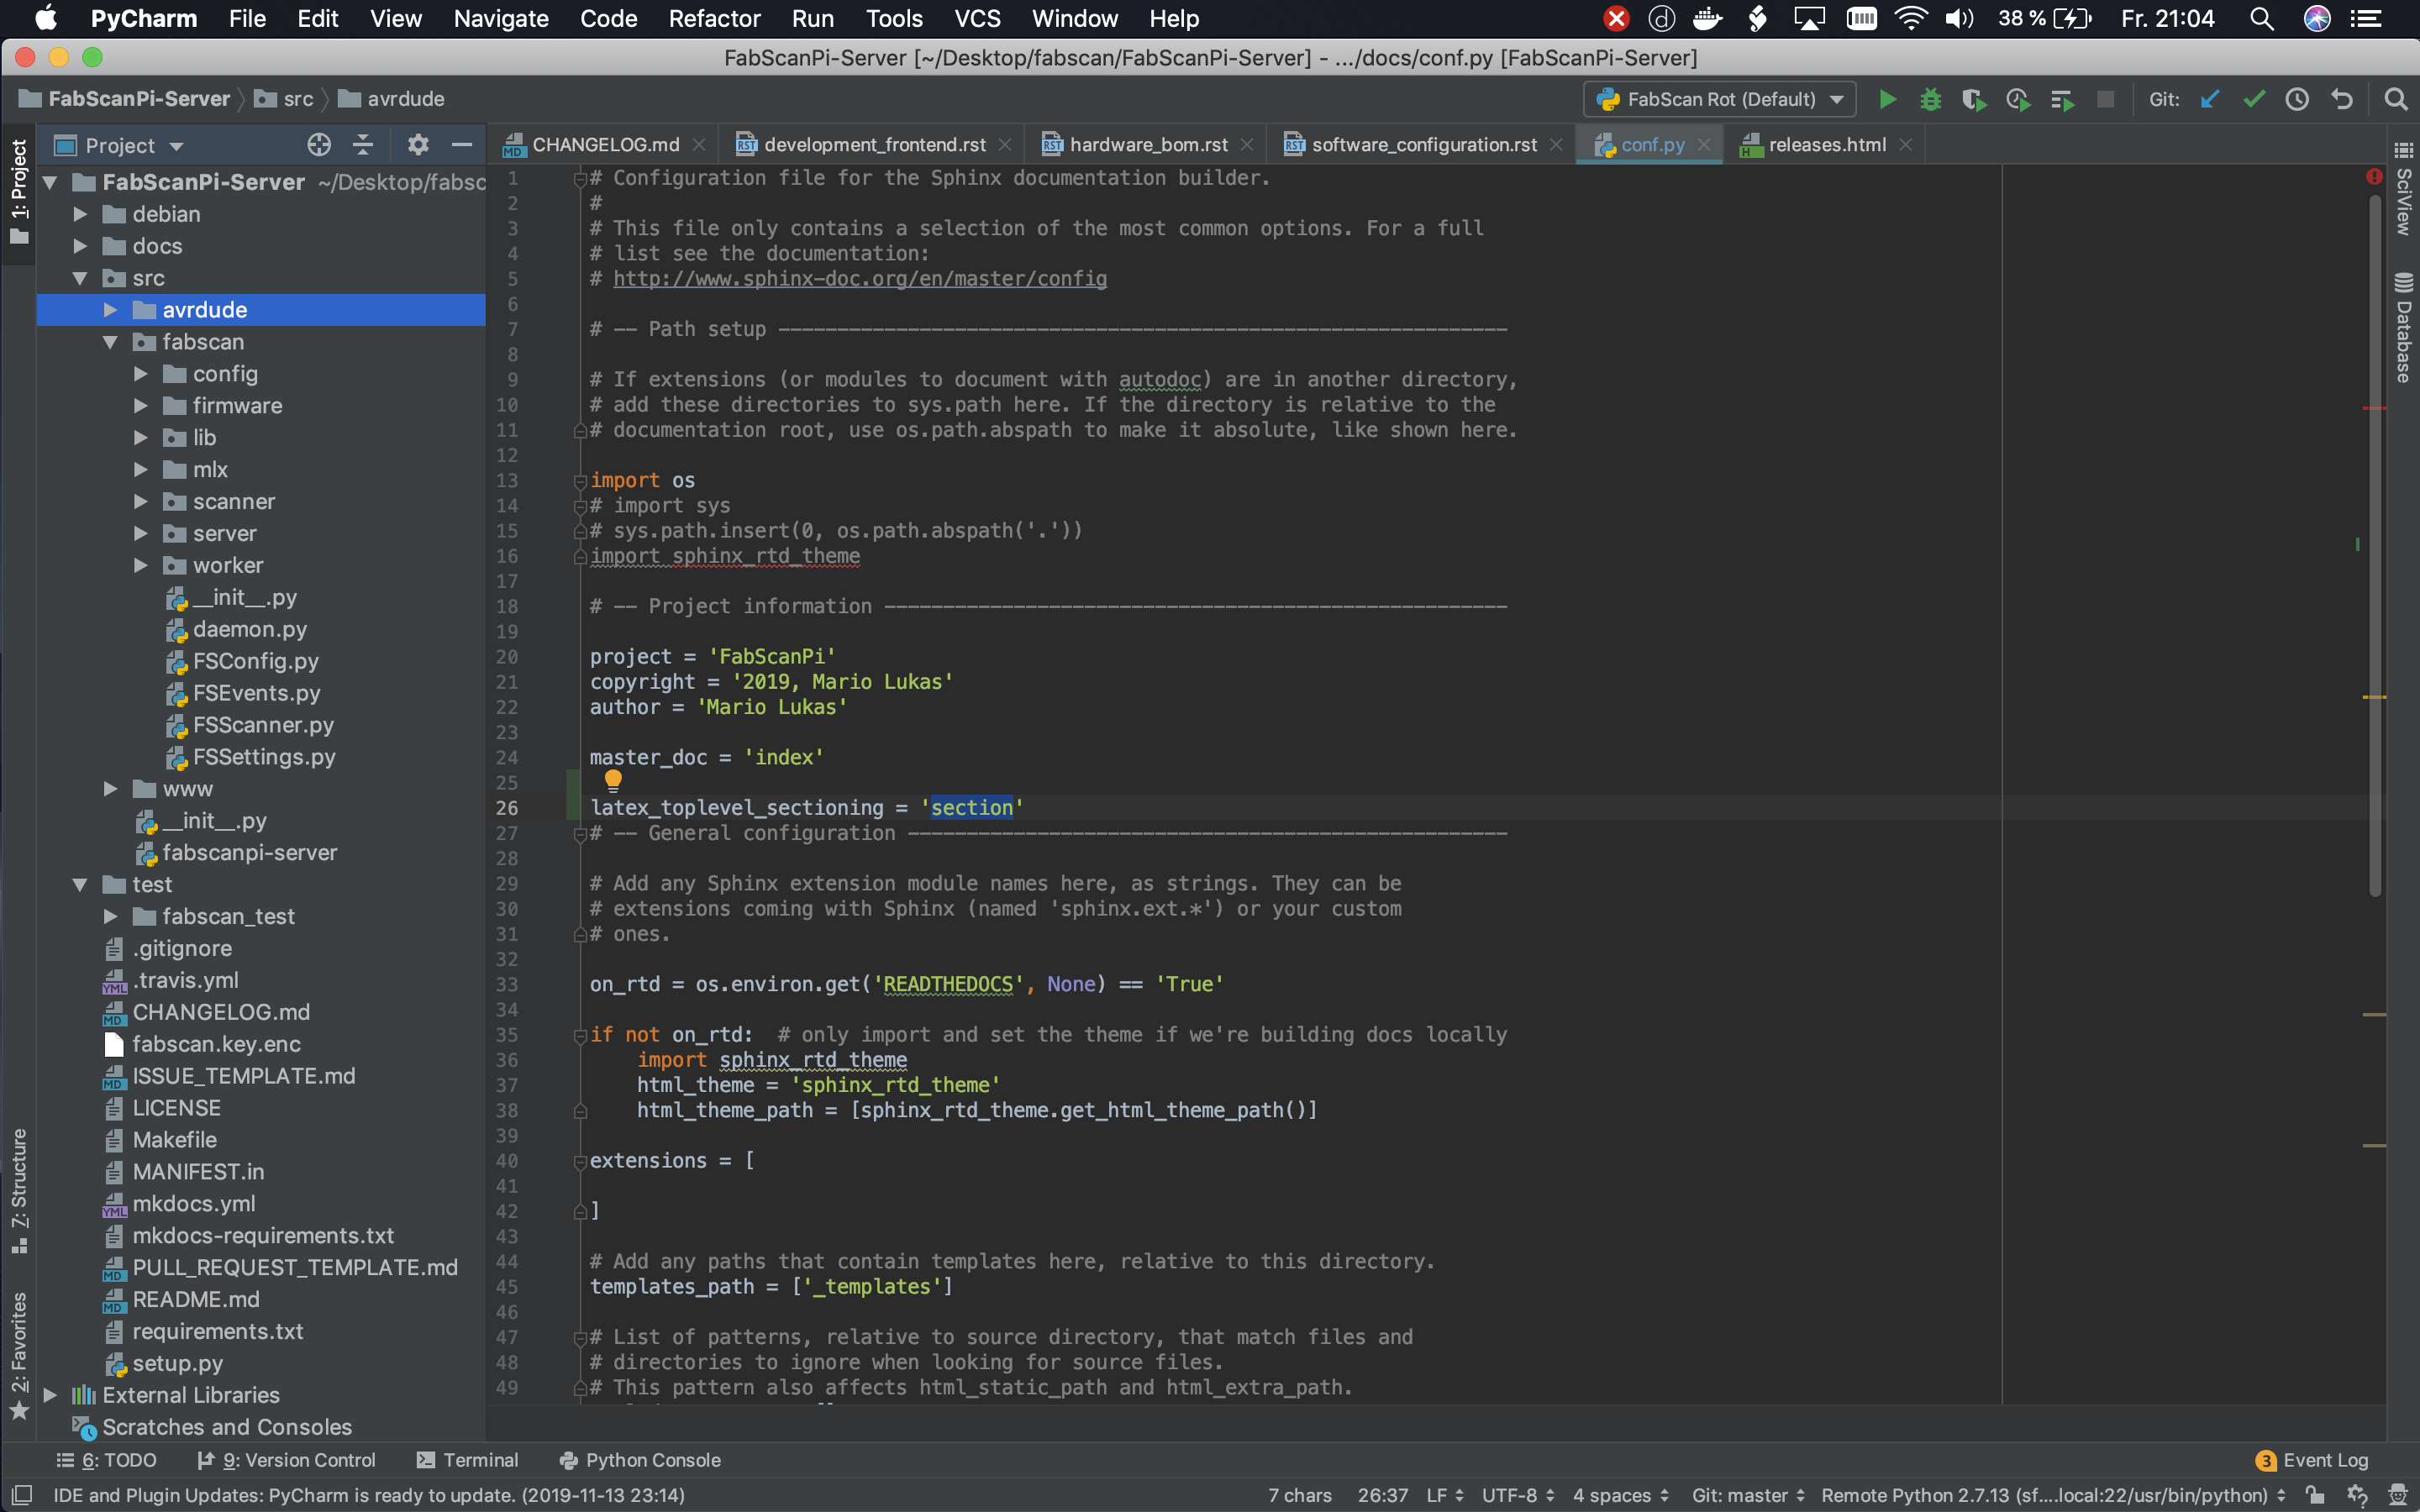 PyCharm File Edit View Navigate Code Refactor Run Tools VCS Window Help
38 % Fr. 21:04
FabScanPi-Server [~/Desktop/fabscan/FabScanPi-Server] - .../docs/conf.py [FabScanPi-Server]
FabScanPi-Server src avrdude
FabScan Rot (Default) Git:
1: Project
7: Structure
2: Favorites
Project
FabScanPi-Server ~/Desktop/fabsc
debian
docs
src
avrdude
fabscan
config
firmware
lib
mlx
scanner
server
worker
__init__.py
daemon.py
FSConfig.py
FSEvents.py
FSScanner.py
FSSettings.py
www
__init__.py
fabscanpi-server
test
fabscan_test
.gitignore
.travis.yml
CHANGELOG.md
fabscan.key.enc
ISSUE_TEMPLATE.md
LICENSE
Makefile
MANIFEST.in
mkdocs.yml
mkdocs-requirements.txt
PULL_REQUEST_TEMPLATE.md
README.md
requirements.txt
setup.py
External Libraries
Scratches and Consoles
CHANGELOG.md development_frontend.rst hardware_bom.rst software_configuration.rst conf.py releases.html
1 # Configuration file for the Sphinx documentation builder.
2 #
3 # This file only contains a selection of the most common options. For a full
4 # list see the documentation:
5 # http://www.sphinx-doc.org/en/master/config
6
7 # -- Path setup --------------------------------------------------------------
8
9 # If extensions (or modules to document with autodoc) are in another directory,
10 # add these directories to sys.path here. If the directory is relative to the
11 # documentation root, use os.path.abspath to make it absolute, like shown here.
12
13 import os
14 # import sys
15 # sys.path.insert(0, os.path.abspath('.'))
16 import sphinx_rtd_theme
17
18 # -- Project information -----------------------------------------------------
19
20 project = 'FabScanPi'
21 copyright = '2019, Mario Lukas'
22 author = 'Mario Lukas'
23
24 master_doc = 'index'
25
26 latex_toplevel_sectioning = 'section'
27 # -- General configuration ---------------------------------------------------
28
29 # Add any Sphinx extension module names here, as strings. They can be
30 # extensions coming with Sphinx (named 'sphinx.ext.*') or your custom
31 # ones.
32
33 on_rtd = os.environ.get('READTHEDOCS', None) == 'True'
34
35 if not on_rtd:  # only import and set the theme if we're building docs locally
36     import sphinx_rtd_theme
37     html_theme = 'sphinx_rtd_theme'
38     html_theme_path = [sphinx_rtd_theme.get_html_theme_path()]
39
40 extensions = [
41
42 ]
43
44 # Add any paths that contain templates here, relative to this directory.
45 templates_path = ['_templates']
46
47 # List of patterns, relative to source directory, that match files and
48 # directories to ignore when looking for source files.
49 # This pattern also affects html_static_path and html_extra_path.
SciView
Database
6: TODO 9: Version Control Terminal Python Console 3 Event Log
IDE and Plugin Updates: PyCharm is ready to update. (2019-11-13 23:14) 7 chars 26:37 LF UTF-8 4 spaces Git: master Remote Python 2.7.13 (sf....local:22/usr/bin/python)